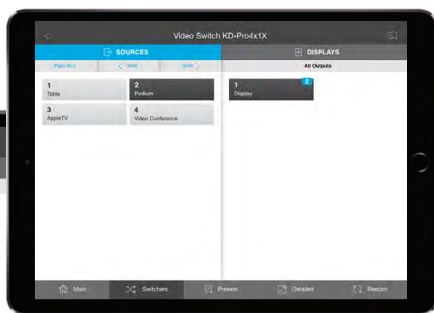 Video Switch KD-Pro4x1X
SOURCES
DISPLAYS
Shift
All Outputs
1
Table
2
Podium
3
AppleTV
4
Video Conference
1
Display
2
Main
Switchers
Presets
Detailed
Rescan